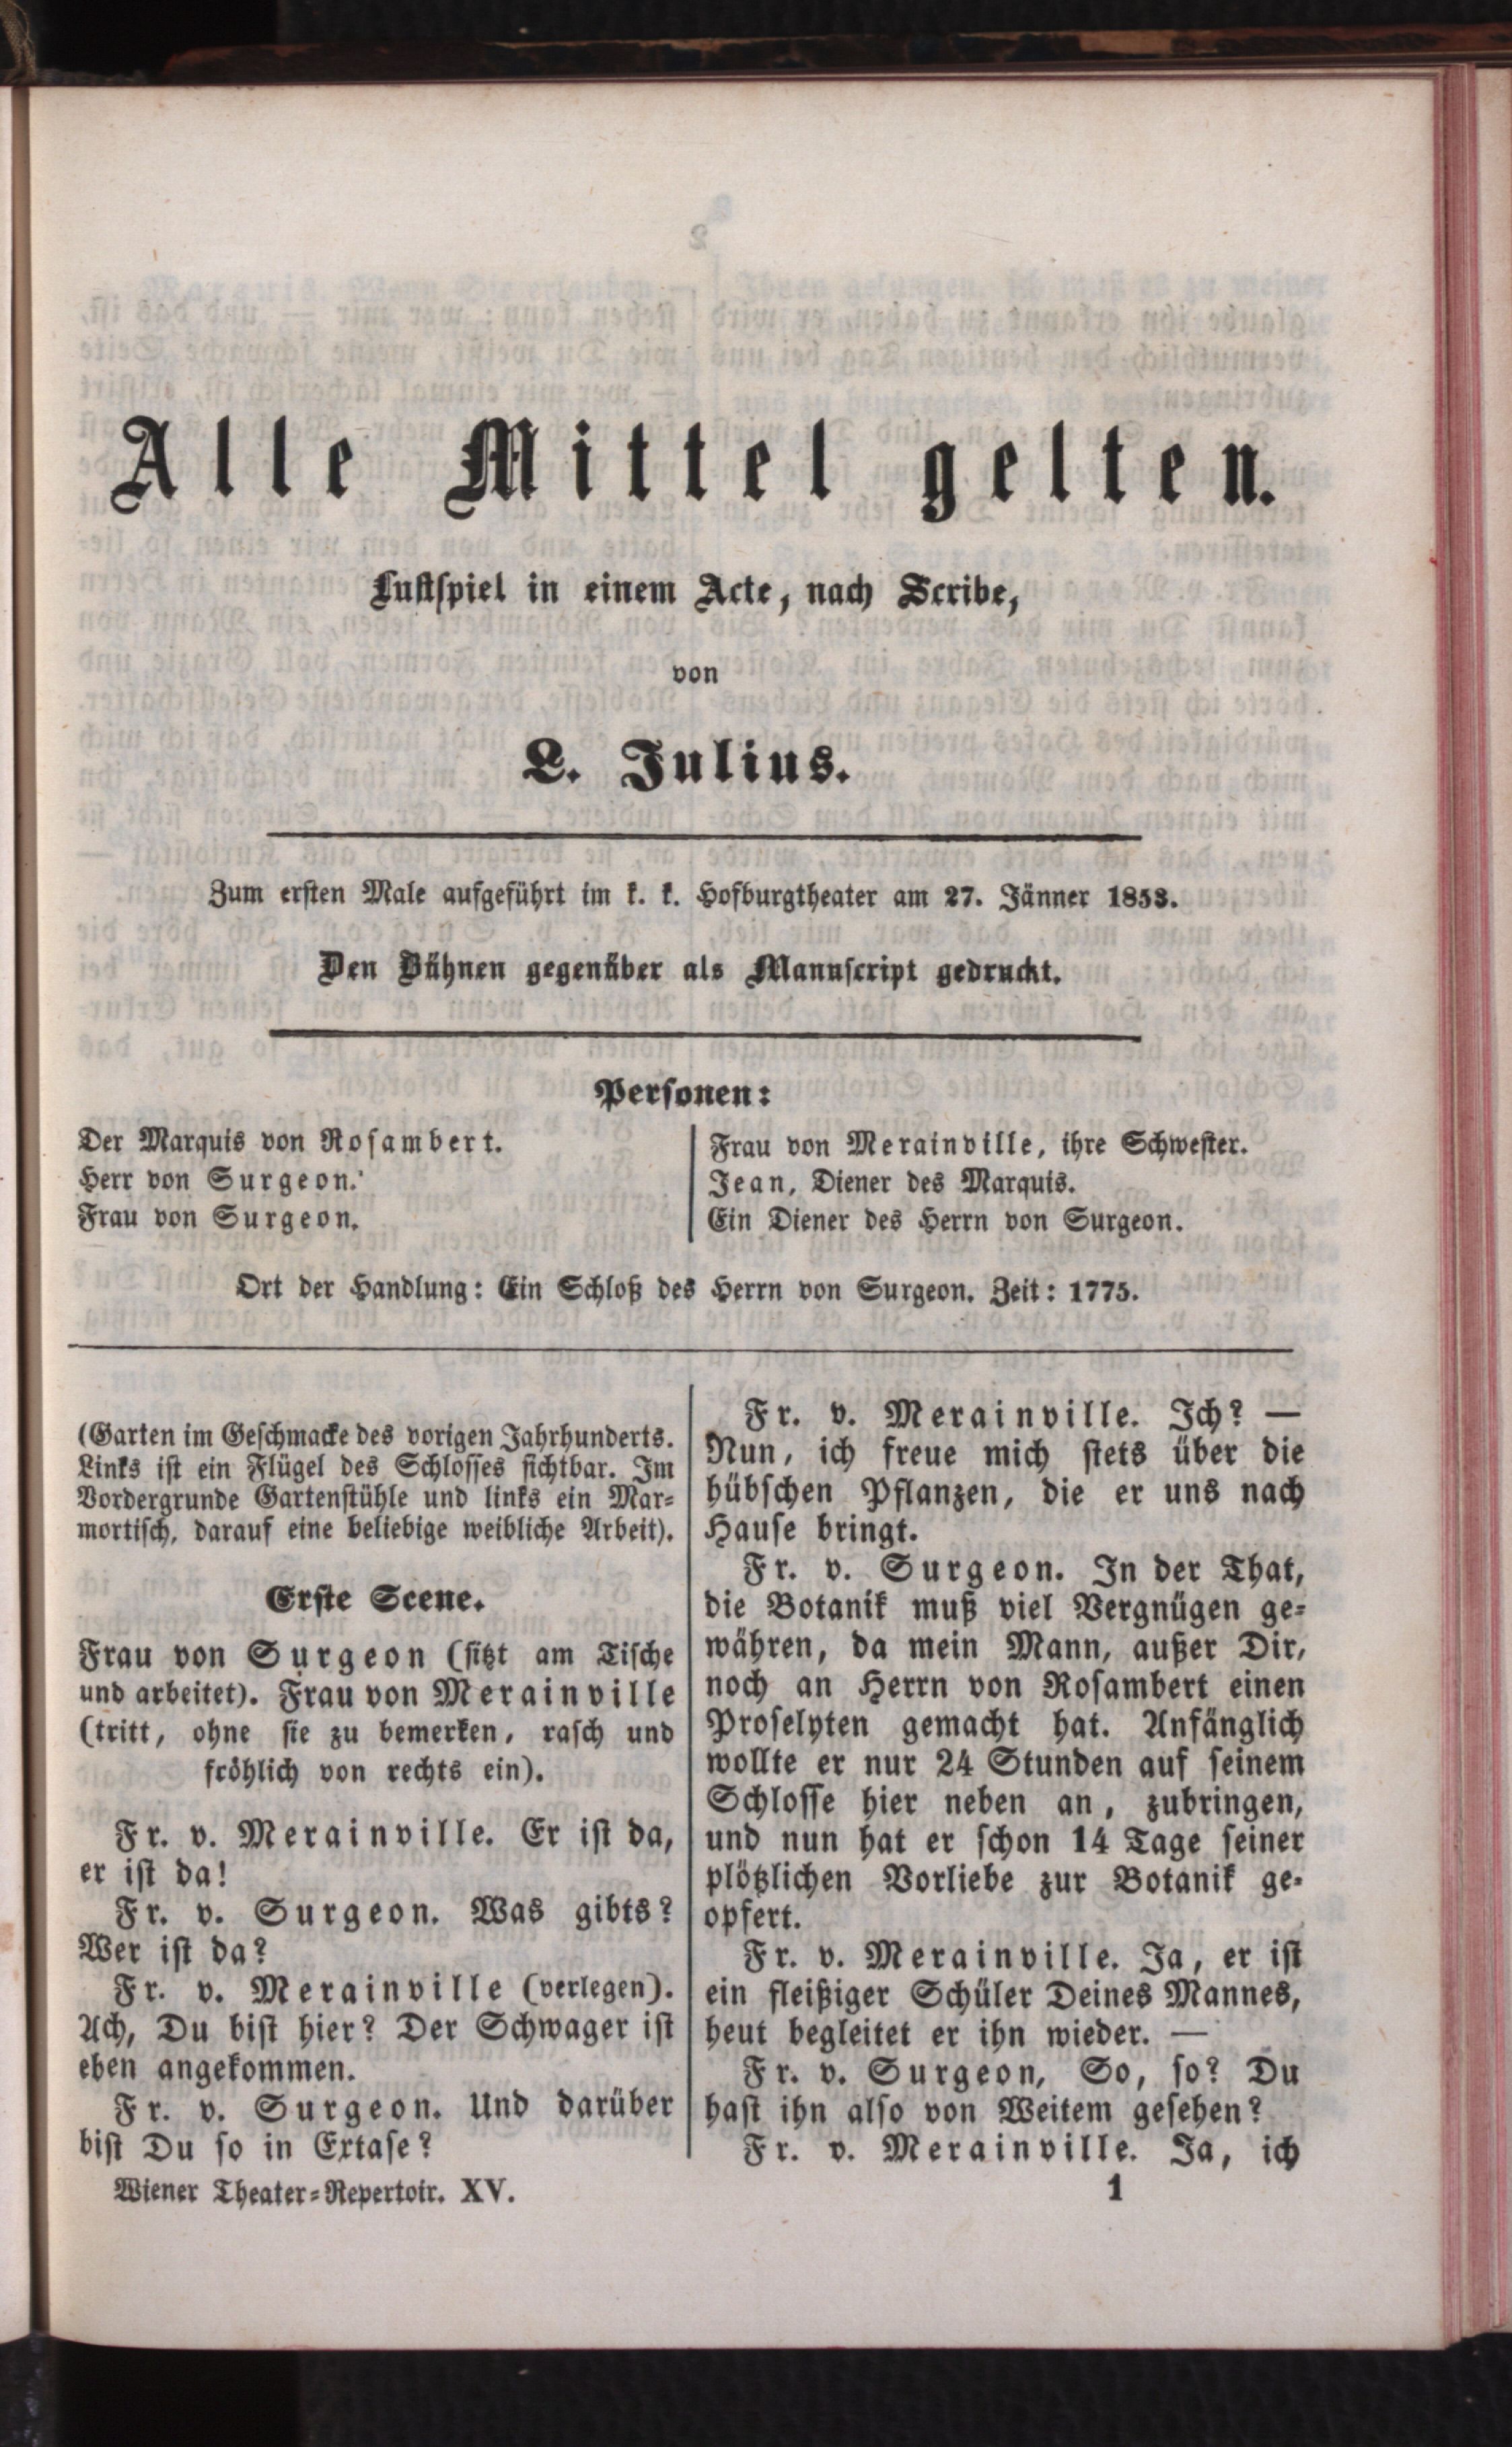 Alle Mittel gelten.
Lustspiel in einem Acte, nach Scribe,
von
L. Julius.
Zum ersten Male aufgeführt im k. k. Hofburgtheater am 27. Jänner 1853.
Den Bühnen gegenüber als Manuscript gedruckt.
Personen:
Der Marquis von Rosambert.
Herr von Surgeon.
Frau von Surgeon.
Frau von Merainville, ihre Schwester.
Jean, Diener des Marquis.
Ein Diener des Herrn von Surgeon.
Ort der Handlung: Ein Schloß des Herrn von Surgeon. Zeit: 1775.
(Garten im Geschmacke des vorigen Jahrhunderts.
Links ist ein Flügel des Schlosses sichtbar. Im
Vordergrunde Gartenstühle und links ein Mar-
mortisch, darauf eine beliebige weibliche Arbeit).
Erste Scene.
Frau von Surgeon (sitzt am Tische
und arbeitet). Frau von Merainville
(tritt, ohne sie zu bemerken, rasch und
fröhlich von rechts ein).
Fr. v. Merainville. Er ist da,
er ist da!
Fr. v. Surgeon. Was gibts?
Wer ist da?
Fr. v. Merainville (verlegen).
Ach, Du bist hier? Der Schwager ist
eben angekommen.
Fr. v. Surgeon. Und darüber
bist Du so in Extase?
Fr. v. Merainville. Ich? —
Nun, ich freue mich stets über die
hübschen Pflanzen, die er uns nach
Hause bringt.
Fr. v. Surgeon. In der That,
die Botanik muß viel Vergnügen ge-
währen, da mein Mann, außer Dir,
noch an Herrn von Rosambert einen
Proselyten gemacht hat. Anfänglich
wollte er nur 24 Stunden auf seinem
Schlosse hier neben an, zubringen,
und nun hat er schon 14 Tage seiner
plötzlichen Vorliebe zur Botanik ge-
opfert.
Fr. v. Merainville. Ja, er ist
ein fleißiger Schüler Deines Mannes,
heut begleitet er ihn wieder. —
Fr. v. Surgeon, So, so? Du
hast ihn also von Weitem gesehen?
Fr. v. Merainville. Ja, ich
Wiener Theater-Repertoir. XV.
1